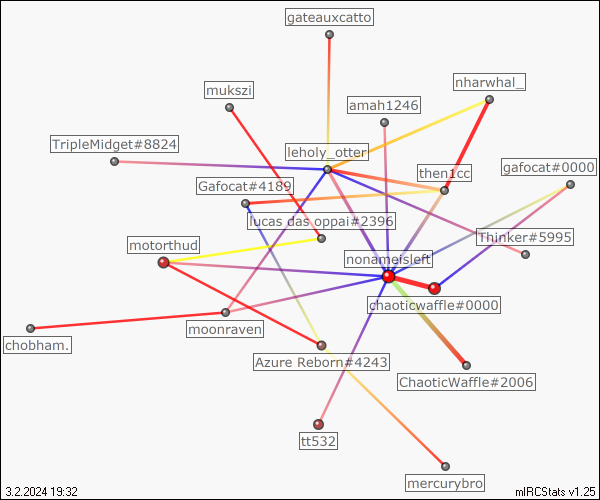 gateauxcatto
nharwhal_
mukszi
amah1246
TripleMidget#8824
leholy_otter
then1cc
gafocat#0000
Gafocat#4189
lucas das oppai#2396
Thinker#5995
motorthud
nonameisleft
chaoticwaffle#0000
moonraven
chobham.
Azure Reborn#4243
ChaoticWaffle#2006
tt532
mercurybro
3.2.2024 19:32
mIRCStats v1.25